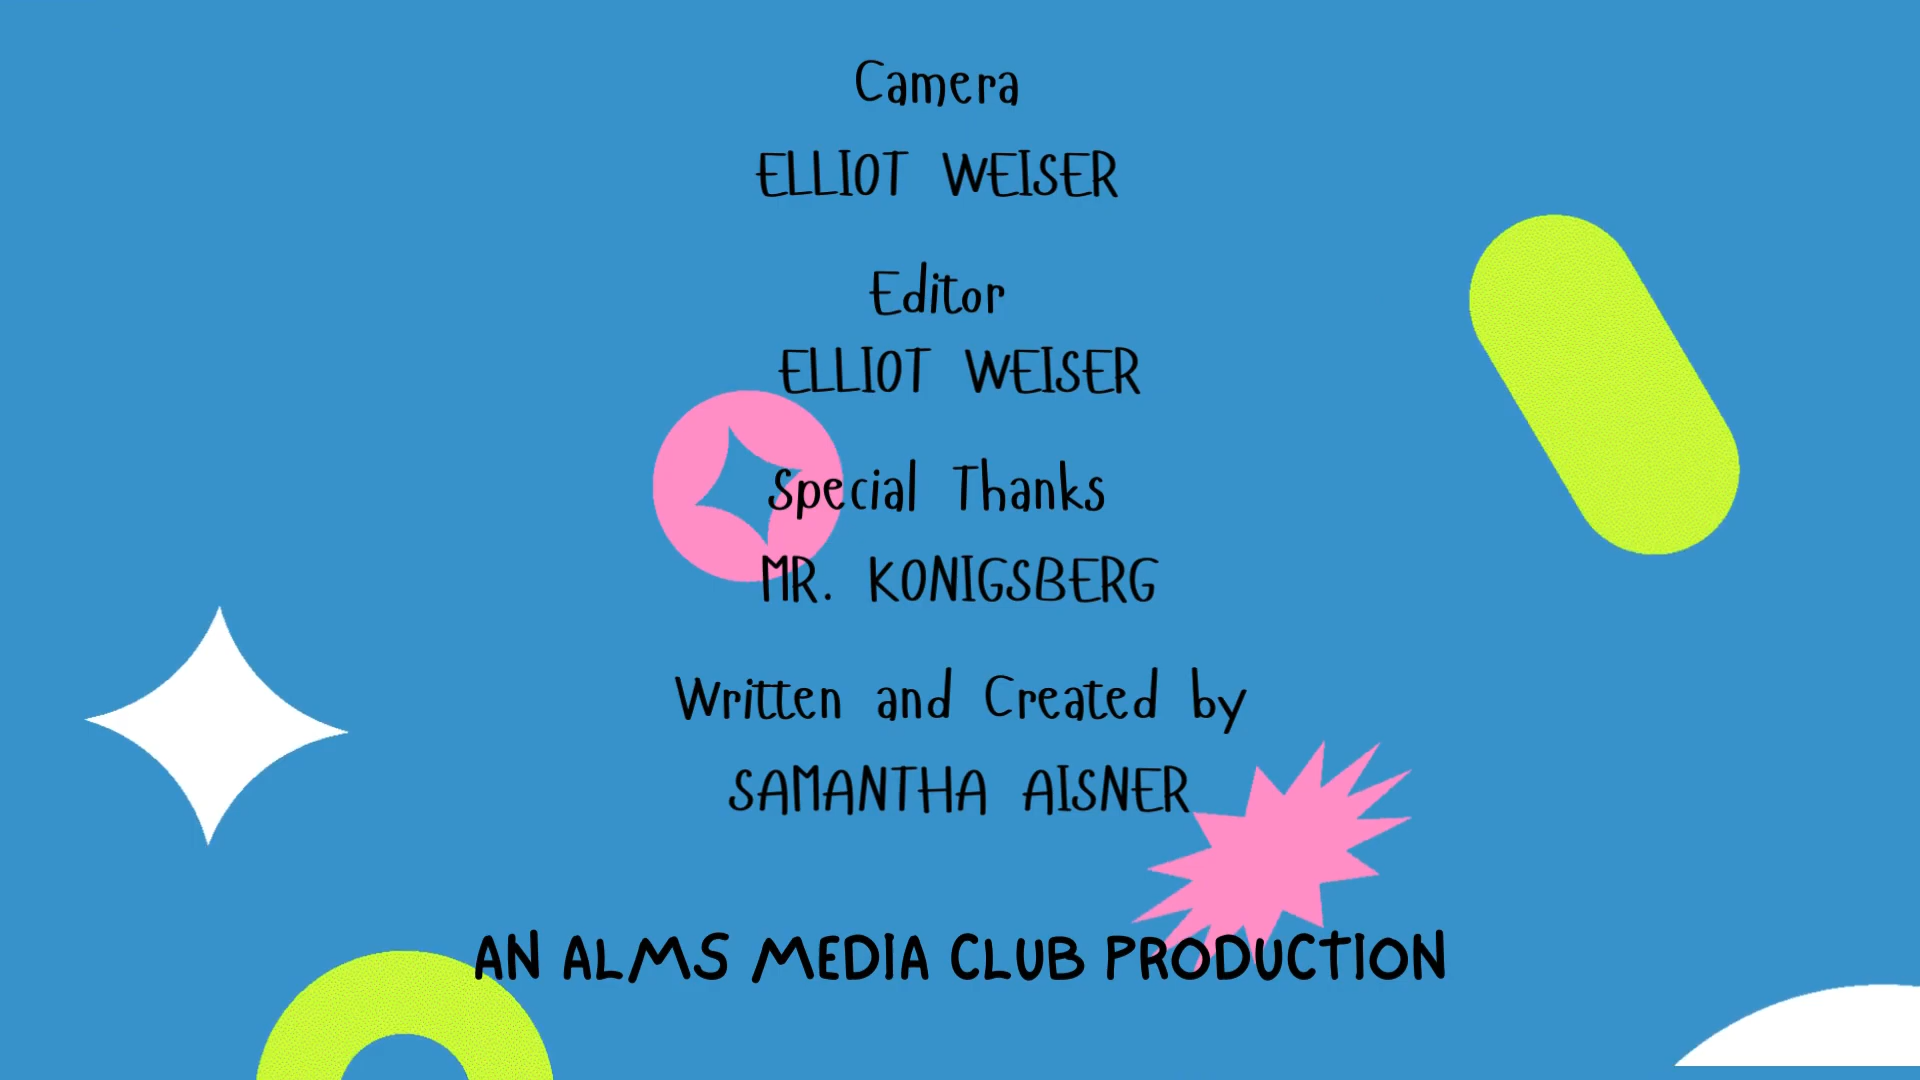 Camera
ELLIOT WEISER
Editor
ELLIOT WEISER
Special Thanks
MR. KONIGSBERG
Written and Created by
SAMANTHA AISNER
AN ALMS MEDIA CLUB PRODUCTION